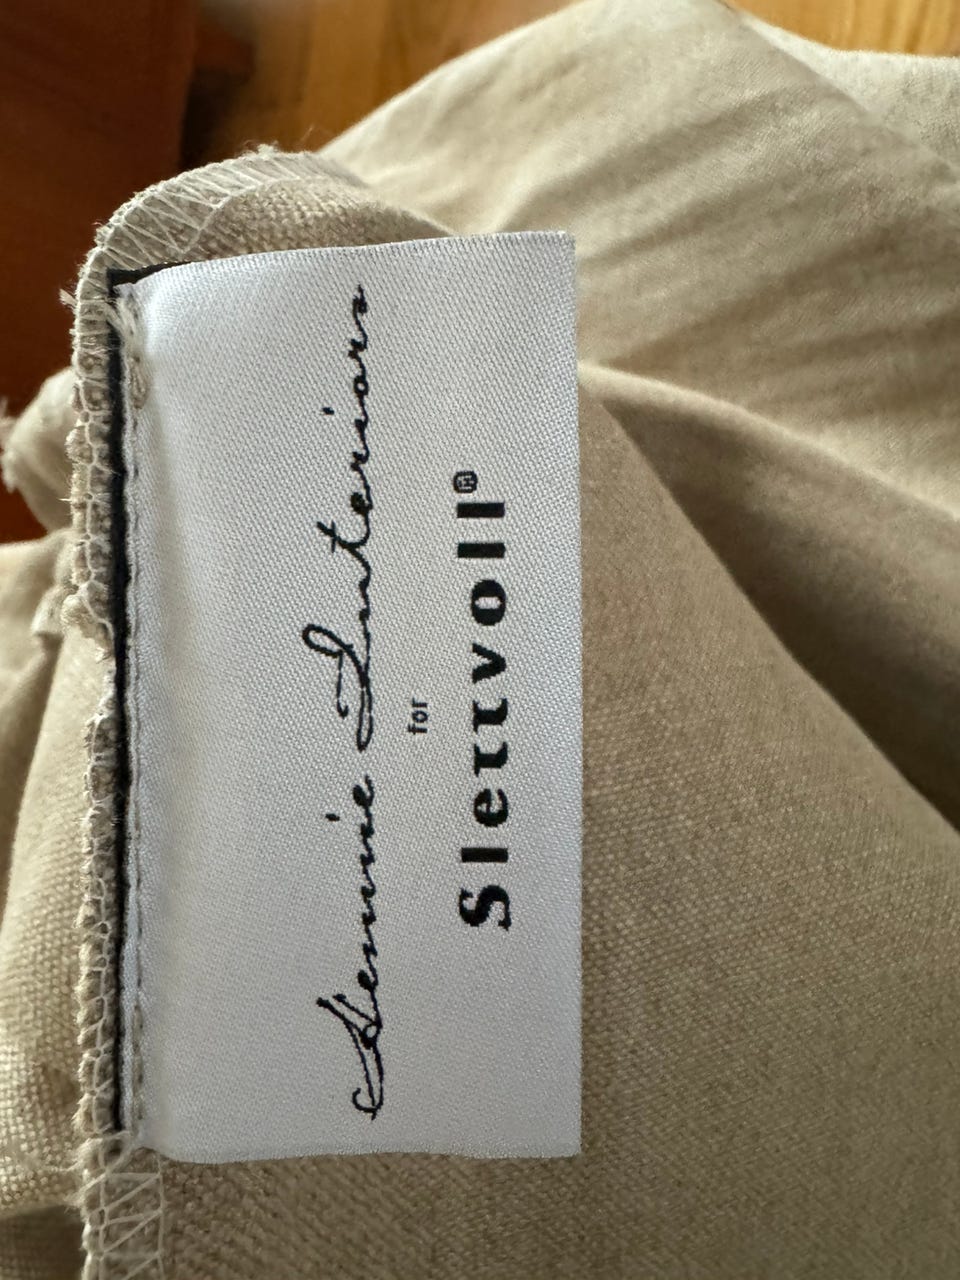 Hennie Interiors
for
Slettvoll®